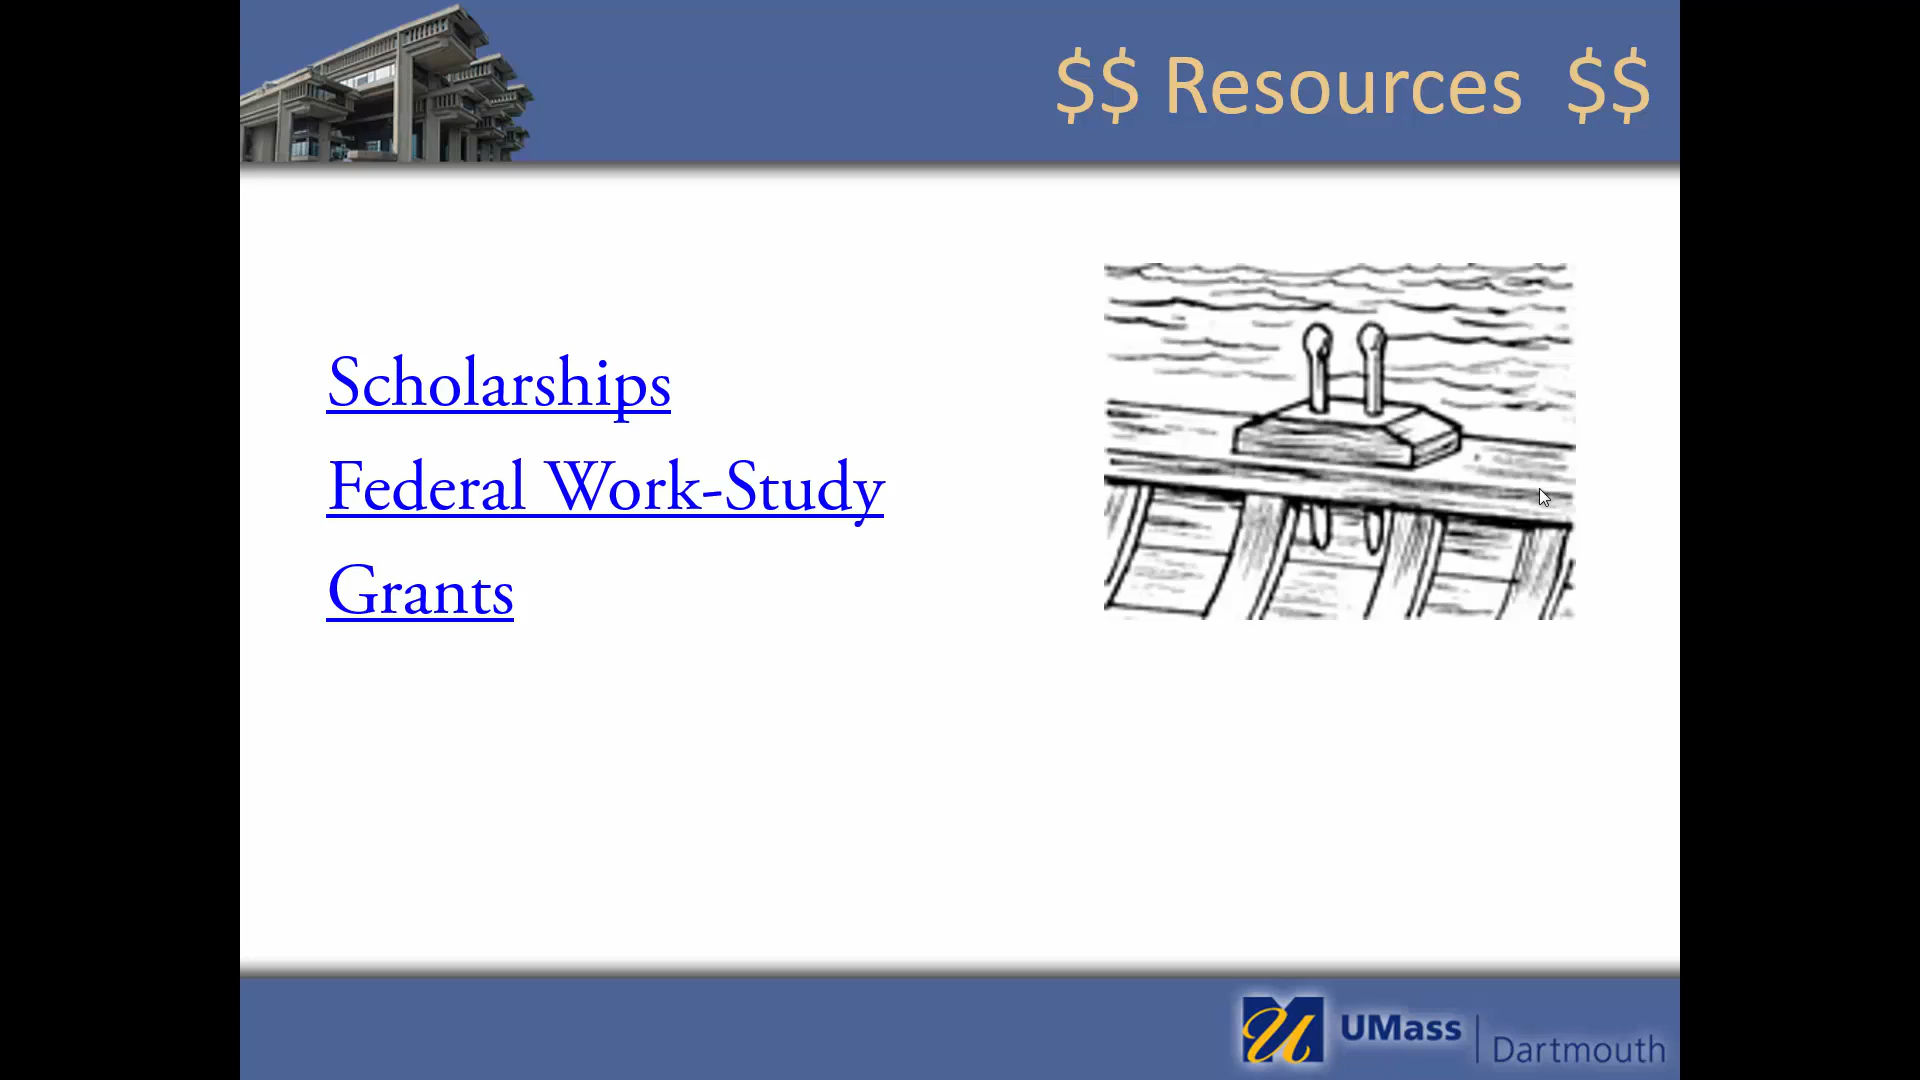 $$ Resources $$
Scholarships
Federal Work-Study
Grants
UMass | Dartmouth